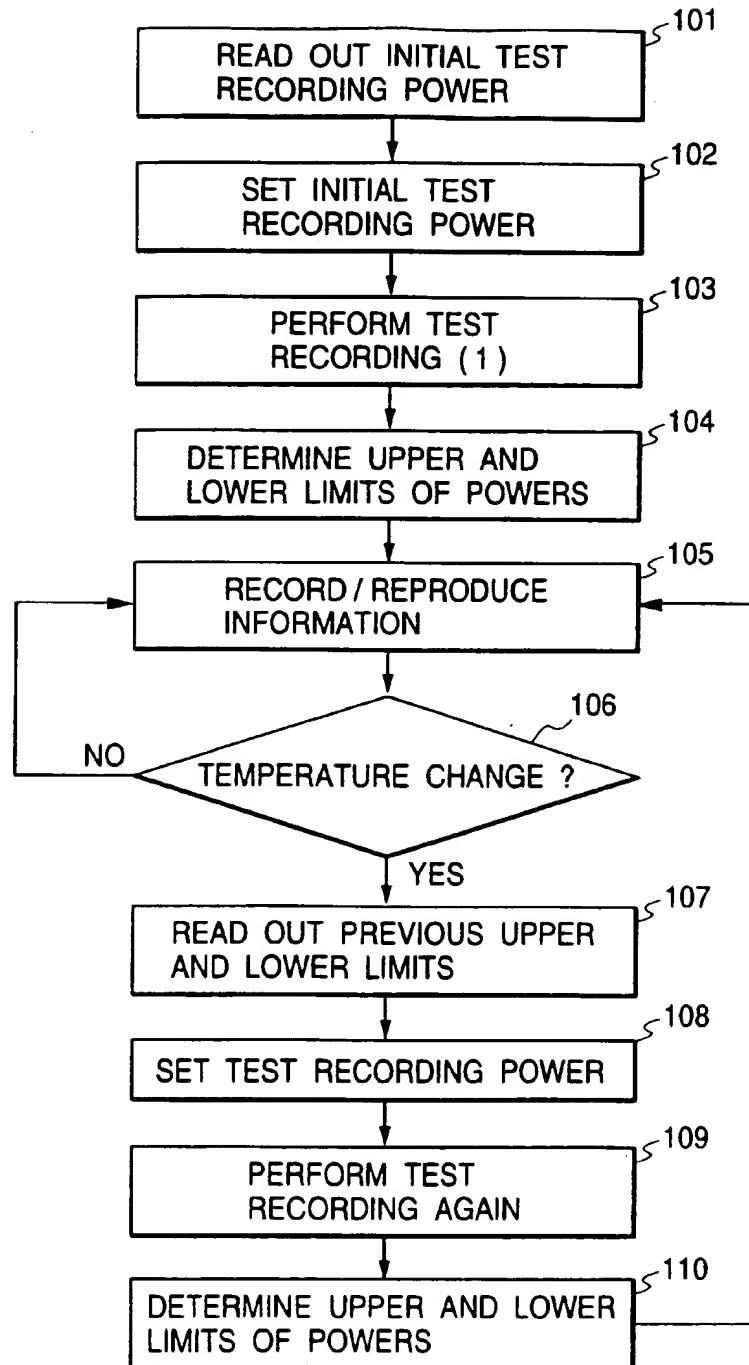 101
READ OUT INITIAL TEST
RECORDING POWER
102
SET INITIAL TEST
RECORDING POWER
103
PERFORM TEST
RECORDING (1)
104
DETERMINE UPPER AND
LOWER LIMITS OF POWERS
105
RECORD / REPRODUCE
INFORMATION
106
NO
TEMPERATURE CHANGE ?
YES
107
READ OUT PREVIOUS UPPER
AND LOWER LIMITS
108
SET TEST RECORDING POWER
109
PERFORM TEST
RECORDING AGAIN
110
DETERMINE UPPER AND LOWER
LIMITS OF POWERS